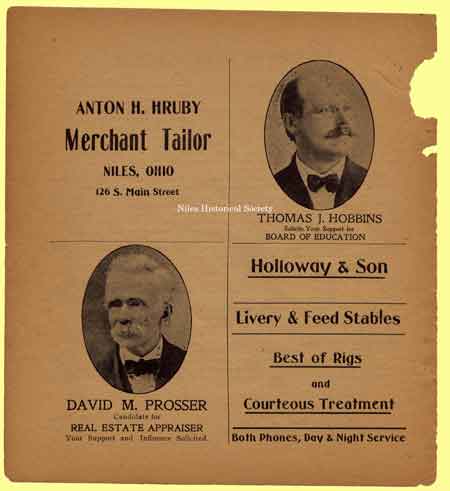 ANTON H. HRUBY
Merchant Tailor
NILES, OHIO
126 S. Main Street
Niles Historical Society
THOMAS J. HOBBINS
Solicits Your Support for
BOARD OF EDUCATION
DAVID M. PROSSER
Candidate for
REAL ESTATE APPRAISER
Your Support and Influence Solicited.
Holloway & Son
Livery & Feed Stables
Best of Rigs
and
Courteous Treatment
Both Phones, Day & Night Service